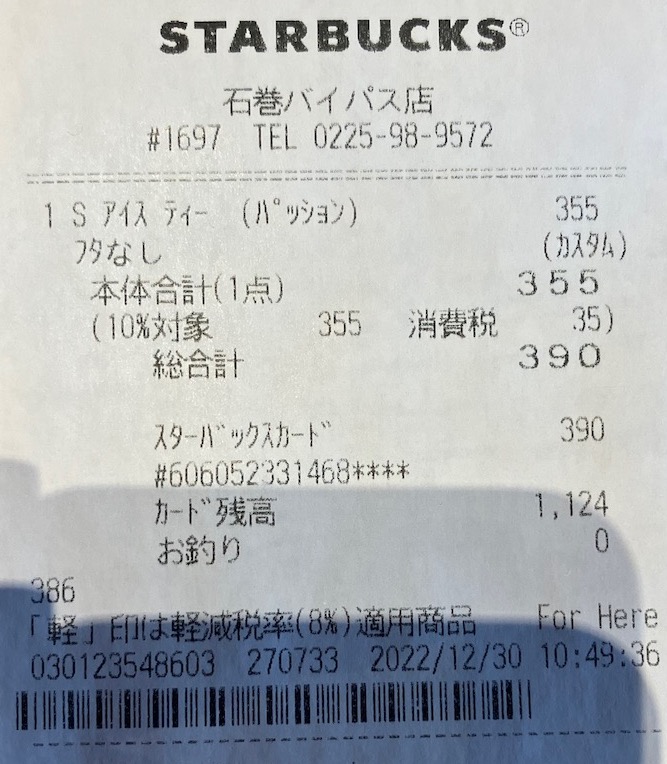 STARBUCKS®
石巻バイパス店
#1697 TEL 0225-98-9572
1 S ｱｲｽ ﾃｨｰ (ﾊﾟｯｼｮﾝ) 355
ﾌﾀなし (ｶｽﾀﾑ)
本体合計(1点) 355
(10%対象 355 消費税 35)
総合計 390
ｽﾀｰﾊﾞｯｸｽｶｰﾄﾞ 390
#606052331468****
ｶｰﾄﾞ残高 1,124
お釣り 0
386
「軽」印は軽減税率(8%)適用商品 For Here
030123548603 270733 2022/12/30 10:49:36